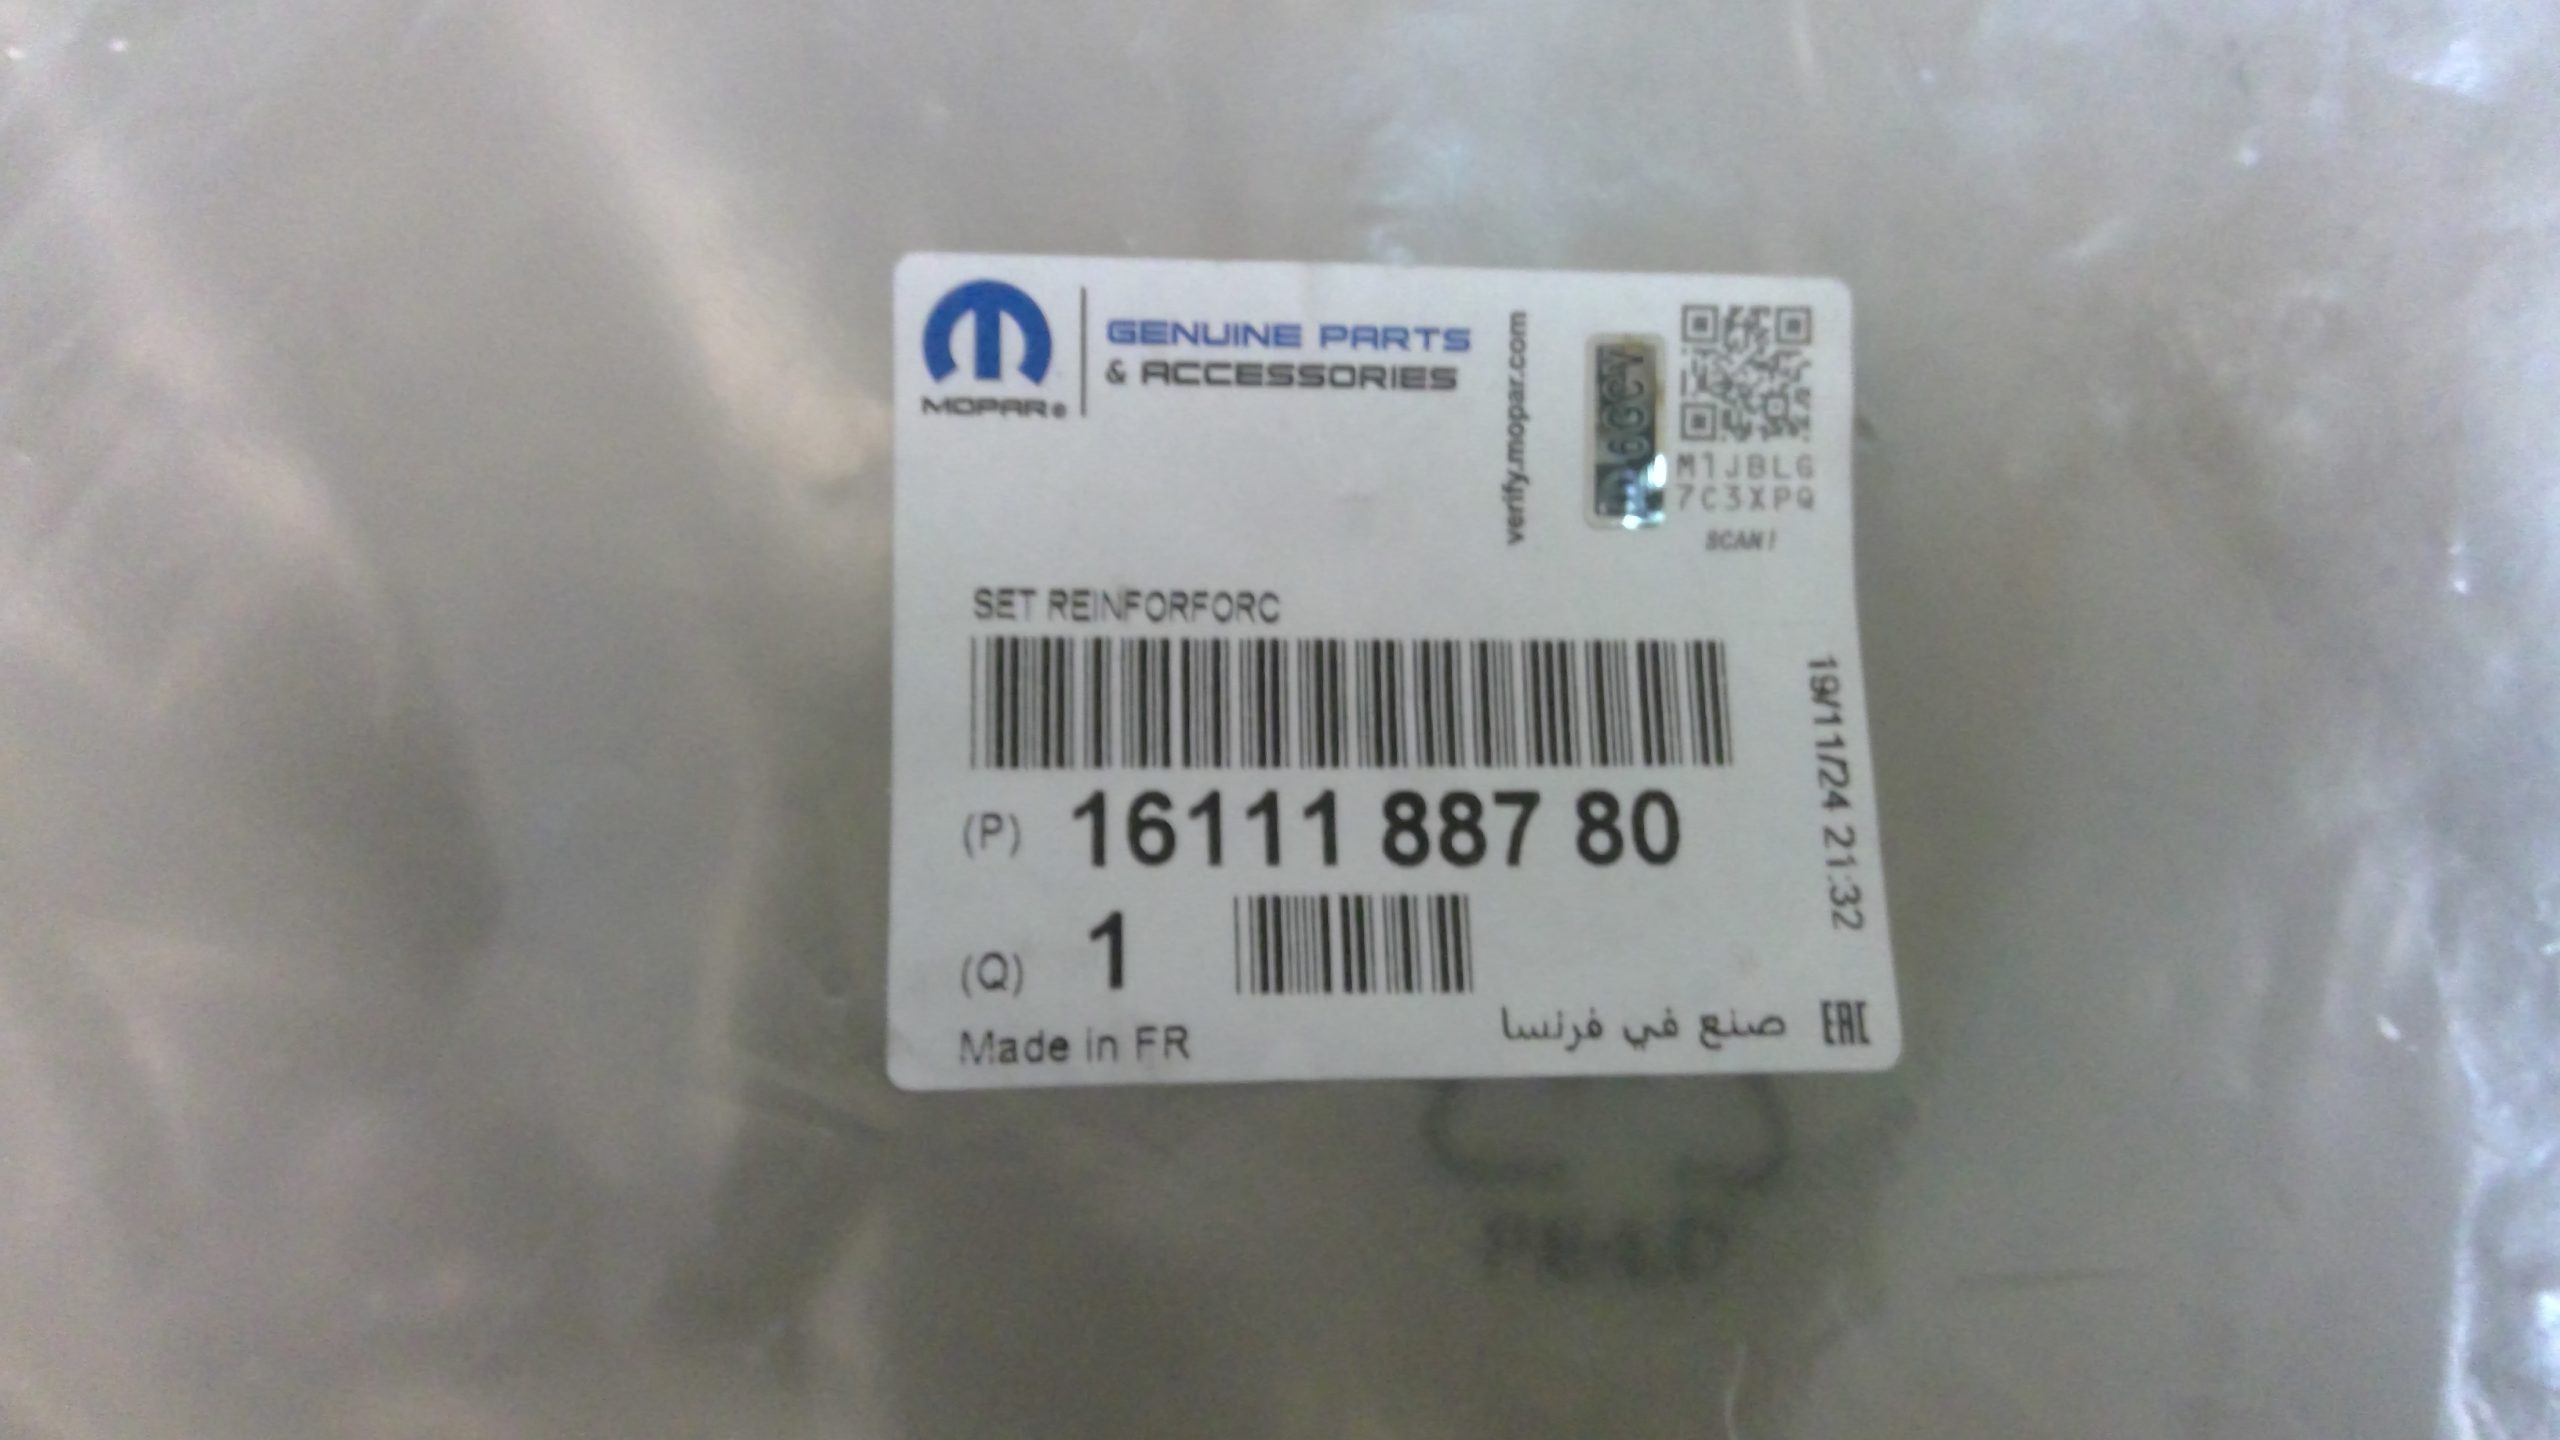 MOPAR®
GENUINE PARTS
& ACCESSORIES
verify.mopar.com
M1JBLG
7C3XPQ
SCAN!
SET REINFORFORC
(P) 16111 887 80
(Q) 1
19/11/24 21:32
Made in FR
صنع في فرنسا
EAC